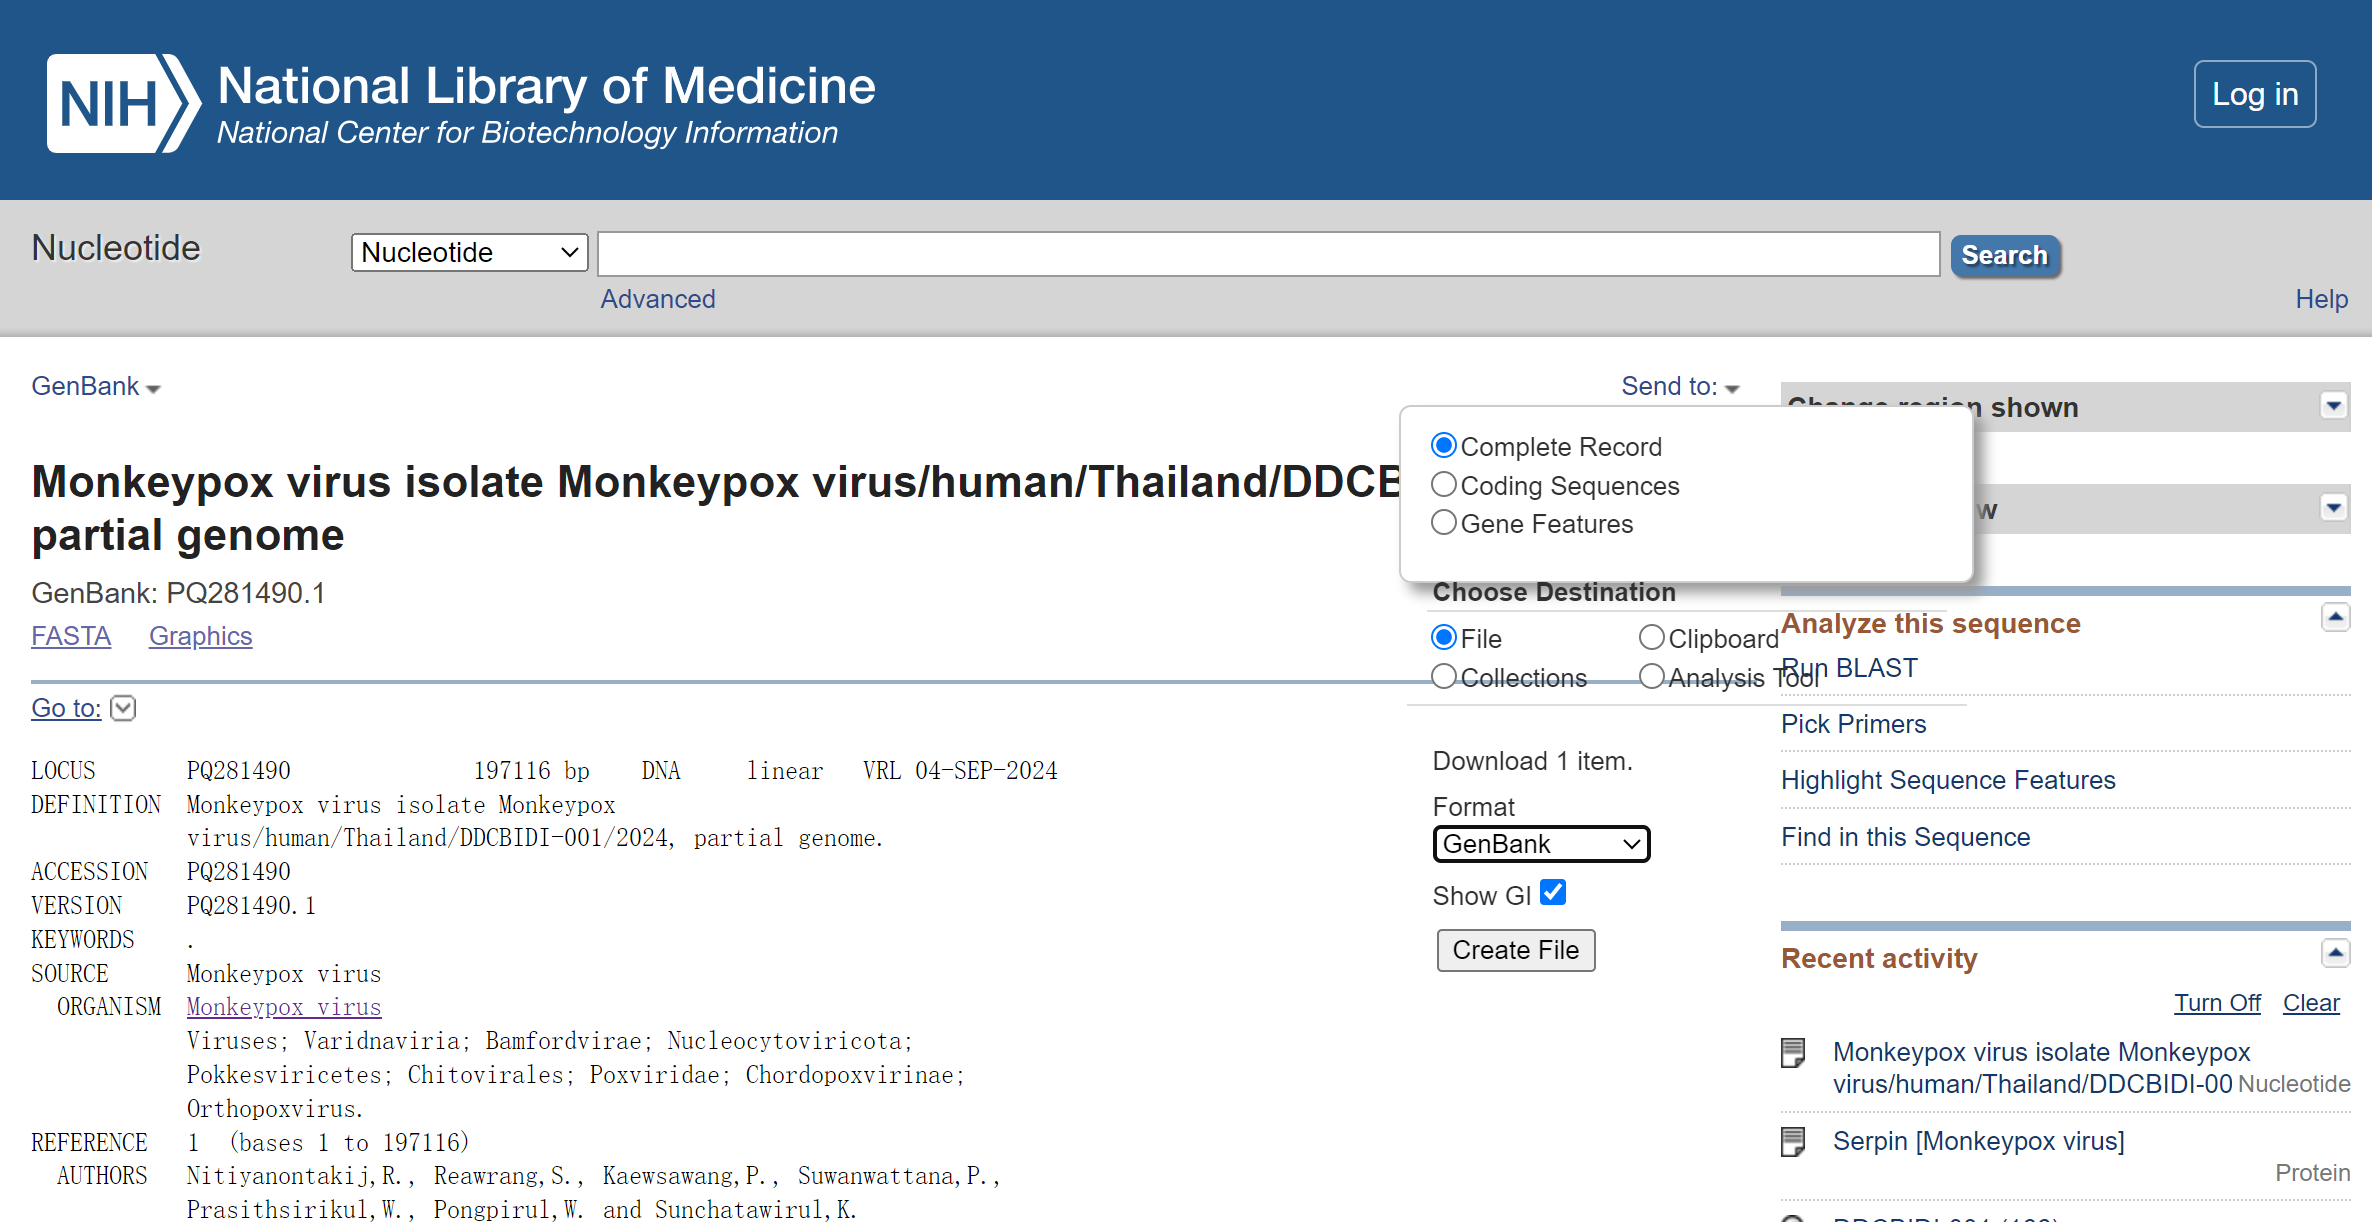 NIH National Library of Medicine
National Center for Biotechnology Information
Log in
Nucleotide
Nucleotide
Search
Advanced
Help
GenBank
Send to:
Change region shown
Complete Record
Coding Sequences
Gene Features
Monkeypox virus isolate Monkeypox virus/human/Thailand/DDCB
partial genome
GenBank: PQ281490.1
FASTA Graphics
Choose Destination
File
Clipboard
Collections
Analysis Tool
Download 1 item.
Format
GenBank
Show GI
Create File
Go to:
LOCUS PQ281490 197116 bp DNA linear VRL 04-SEP-2024
DEFINITION Monkeypox virus isolate Monkeypox
virus/human/Thailand/DDCBIDI-001/2024, partial genome.
ACCESSION PQ281490
VERSION PQ281490.1
KEYWORDS .
SOURCE Monkeypox virus
ORGANISM Monkeypox virus
Viruses; Varidnaviria; Bamfordvirae; Nucleocytoviricota;
Pokkesviricetes; Chitovirales; Poxviridae; Chordopoxvirinae;
Orthopoxvirus.
REFERENCE 1 (bases 1 to 197116)
AUTHORS Nitiyanontakij,R., Reawrang,S., Kaewsawang,P., Suwanwattana,P.,
Prasithsirikul,W., Pongpirul,W. and Sunchatawirul,K.
Analyze this sequence
Run BLAST
Pick Primers
Highlight Sequence Features
Find in this Sequence
Recent activity
Turn Off Clear
Monkeypox virus isolate Monkeypox
virus/human/Thailand/DDCBIDI-00 Nucleotide
Serpin [Monkeypox virus]
Protein